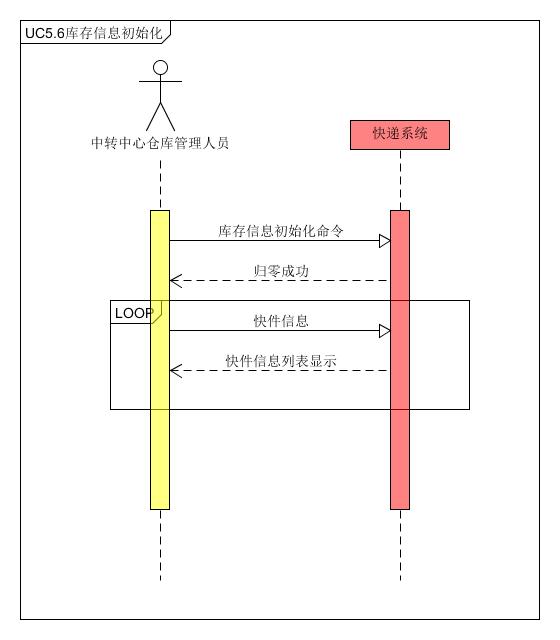 UC5.6库存信息初始化
中转中心仓库管理人员
快递系统
库存信息初始化命令
归零成功
LOOP
快件信息
快件信息列表显示